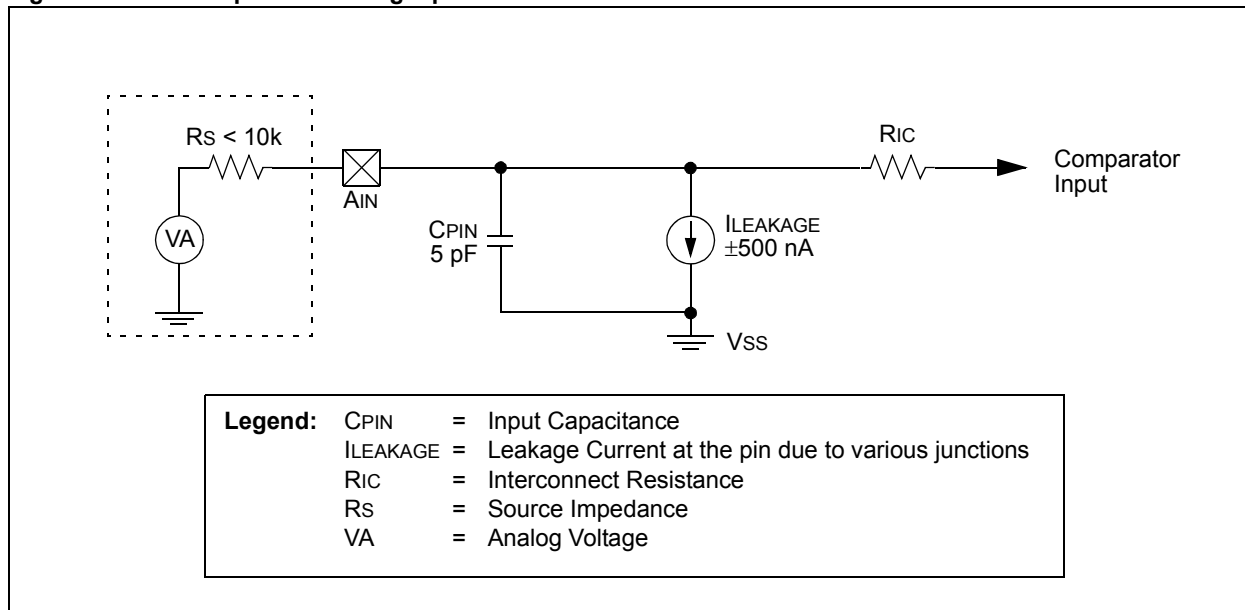 Rs < 10k
RIC
Comparator
Input
AIN
VA
CPIN
5 pF
ILEAKAGE
±500 nA
VSS
Legend: CPIN = Input Capacitance
ILEAKAGE = Leakage Current at the pin due to various junctions
RIC = Interconnect Resistance
RS = Source Impedance
VA = Analog Voltage